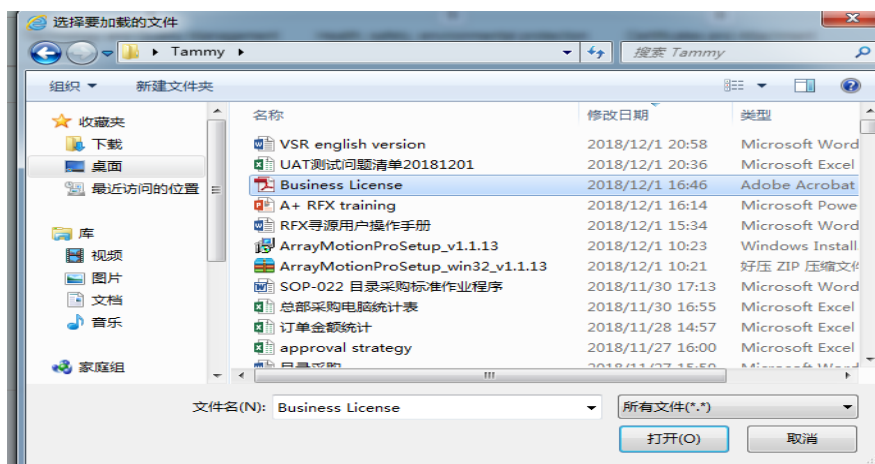 选择要加载的文件
Tammy
搜索 Tammy
组织
新建文件夹
名称 修改日期 类型
收藏夹
下载
桌面
最近访问的位置
库
视频
图片
文档
音乐
家庭组
VSR english version 2018/12/1 20:58 Microsoft Word
UAT测试问题清单20181201 2018/12/1 20:36 Microsoft Excel
Business License 2018/12/1 16:46 Adobe Acrobat
A+ RFX training 2018/12/1 16:14 Microsoft Powe
RFX寻源用户操作手册 2018/12/1 15:34 Microsoft Word
ArrayMotionProSetup_v1.1.13 2018/12/1 10:23 Windows Install
ArrayMotionProSetup_win32_v1.1.13 2018/12/1 10:21 好压 ZIP 压缩文件
SOP-022 目录采购标准作业程序 2018/11/30 17:13 Microsoft Word
总部采购电脑统计表 2018/11/30 16:55 Microsoft Excel
订单金额统计 2018/11/28 14:57 Microsoft Excel
approval strategy 2018/11/27 16:00 Microsoft Excel
文件名(N): Business License
所有文件(*.*)
打开(O) 取消